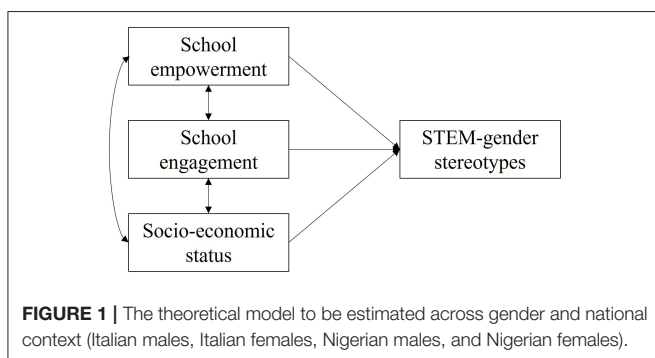 School
empowerment
School
engagement
STEM-gender
stereotypes
Socio-economic
status
FIGURE 1 | The theoretical model to be estimated across gender and national
context (Italian males, Italian females, Nigerian males, and Nigerian females).